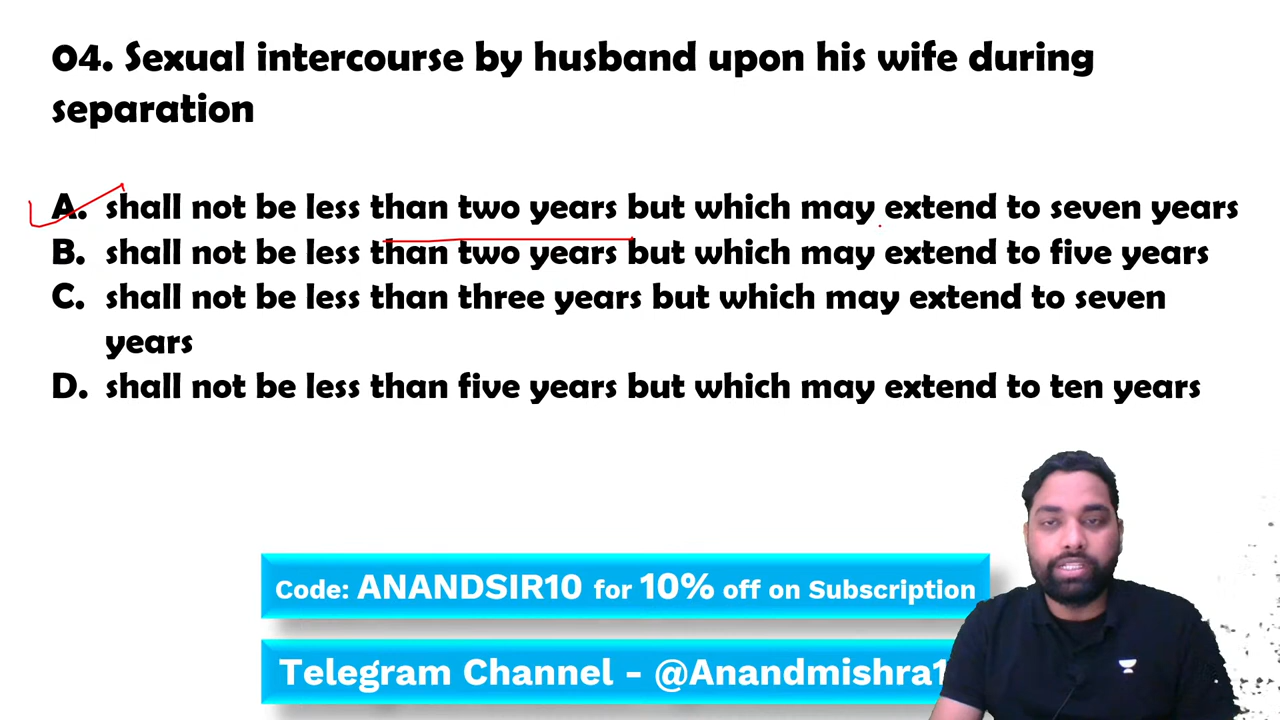 04. Sexual intercourse by husband upon his wife during
separation
A. shall not be less than two years but which may extend to seven years
B. shall not be less than two years but which may extend to five years
C. shall not be less than three years but which may extend to seven
years
D. shall not be less than five years but which may extend to ten years
Code: ANANDSIR10 for 10% off on Subscription
Telegram Channel - @Anandmishra1